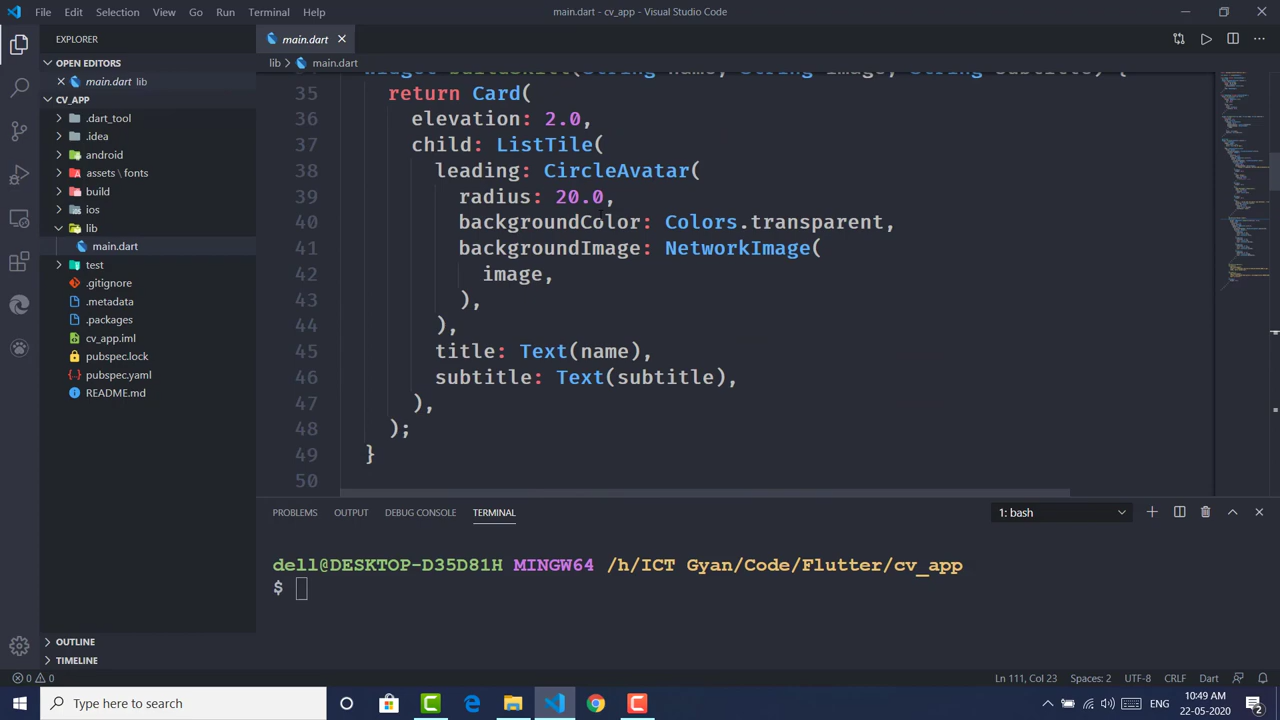 File Edit Selection View Go Run Terminal Help
main.dart - cv_app - Visual Studio Code
EXPLORER
main.dart
OPEN EDITORS
main.dart lib
lib > main.dart
CV_APP
.dart_tool
.idea
android
assets \ fonts
build
ios
lib
main.dart
test
.gitignore
.metadata
.packages
cv_app.iml
pubspec.lock
pubspec.yaml
README.md
OUTLINE
TIMELINE
35 return Card(
36 elevation: 2.0,
37 child: ListTile(
38 leading: CircleAvatar(
39 radius: 20.0,
40 backgroundColor: Colors.transparent,
41 backgroundImage: NetworkImage(
42 image,
43 ),
44 ),
45 title: Text(name),
46 subtitle: Text(subtitle),
47 ),
48 );
49 }
50
PROBLEMS OUTPUT DEBUG CONSOLE TERMINAL
1: bash
dell@DESKTOP-D35D81H MINGW64 /h/ICT Gyan/Code/Flutter/cv_app
$
0 0
Ln 111, Col 23 Spaces: 2 UTF-8 CRLF Dart
Type here to search
ENG
10:49 AM
22-05-2020
2